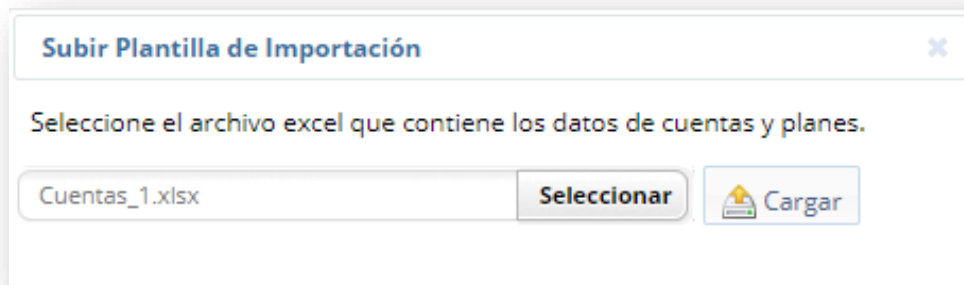 Subir Plantilla de Importación
Seleccione el archivo excel que contiene los datos de cuentas y planes.
Cuentas_1.xlsx Seleccionar Cargar